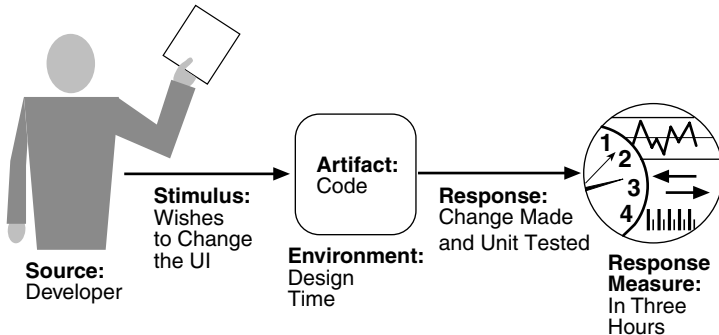 Source:
Developer
Stimulus:
Wishes
to Change
the UI
Artifact:
Code
Environment:
Design
Time
Response:
Change Made
and Unit Tested
1
2
3
4
Response
Measure:
In Three
Hours